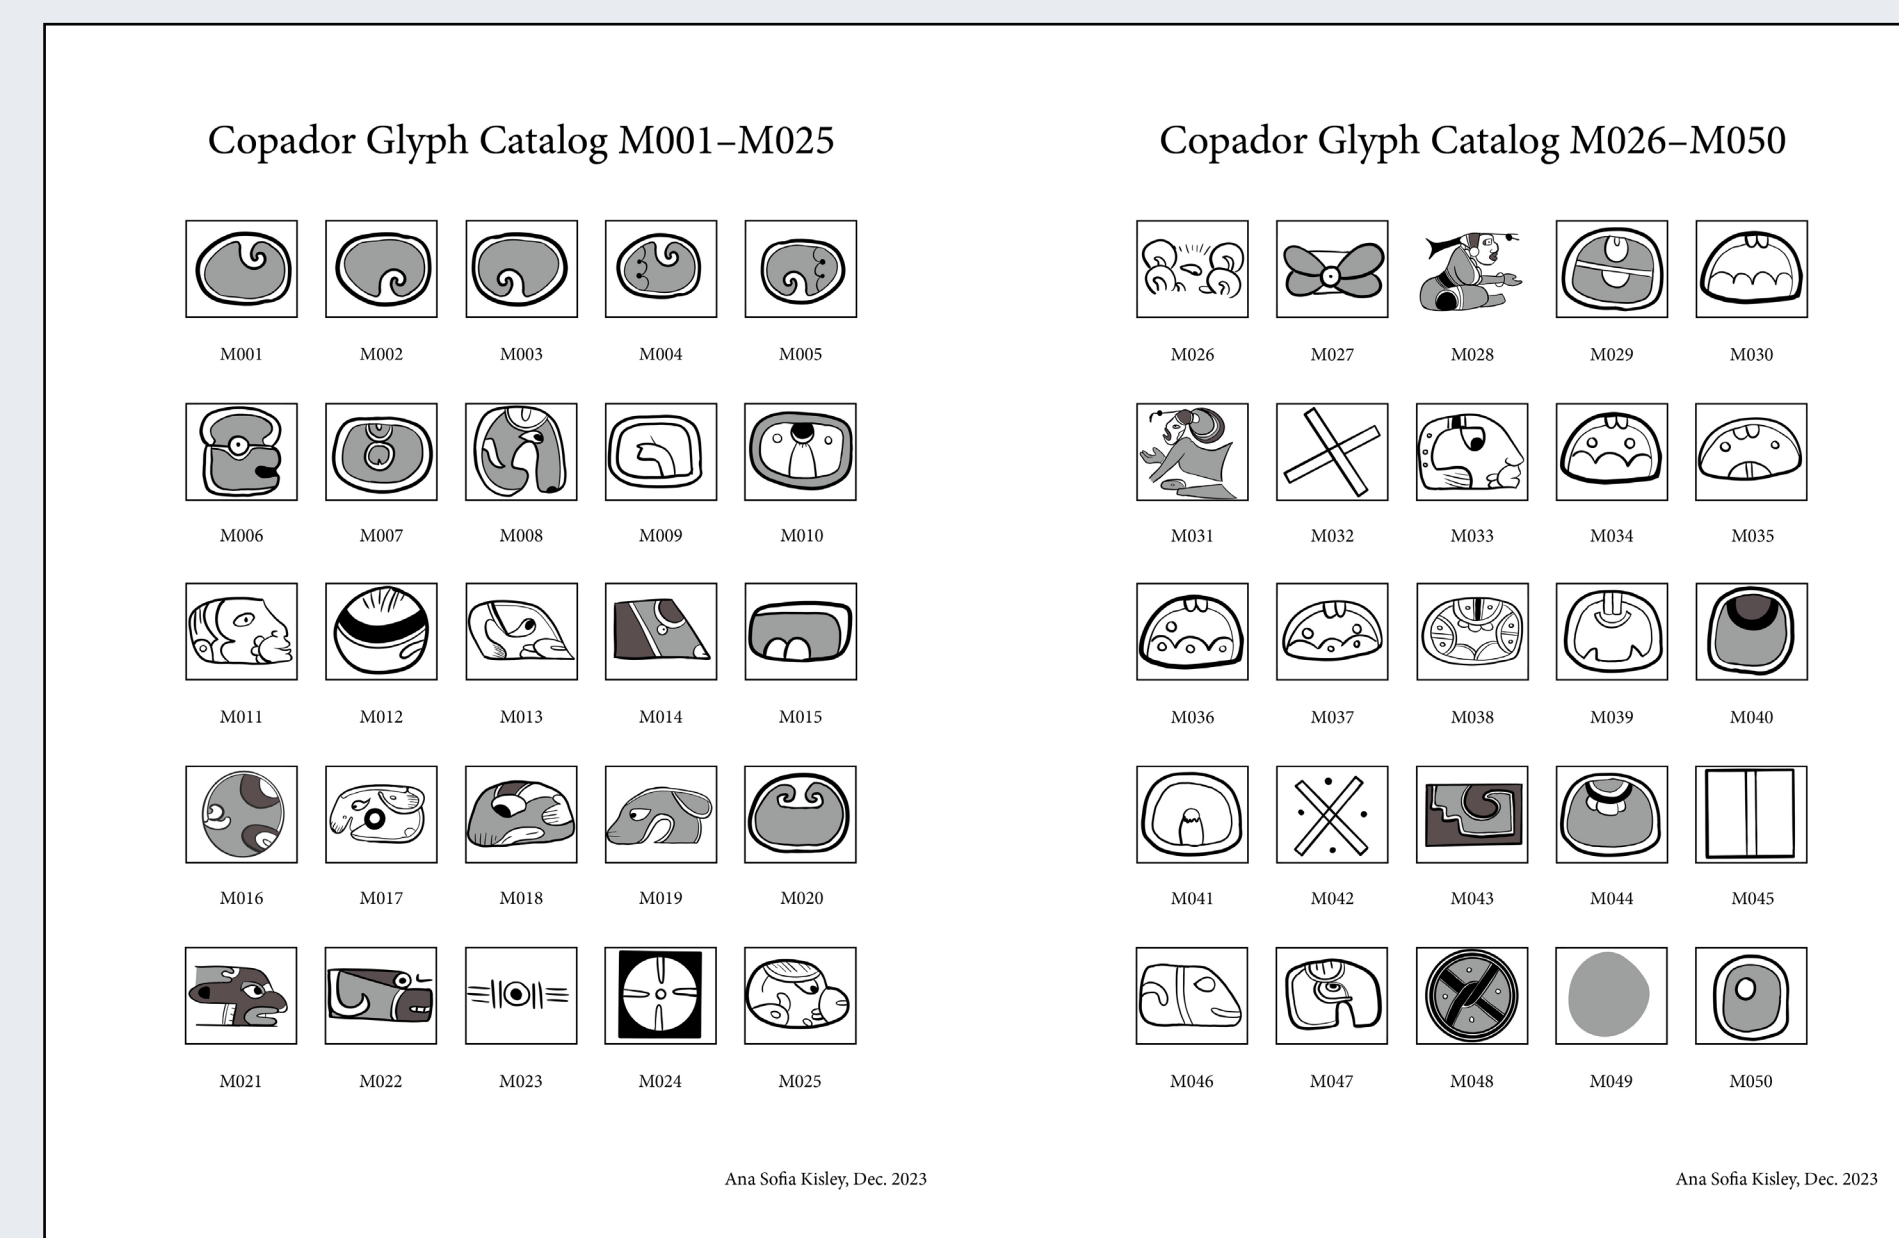 Copador Glyph Catalog M001–M025
M001 M002 M003 M004 M005
M006 M007 M008 M009 M010
M011 M012 M013 M014 M015
M016 M017 M018 M019 M020
M021 M022 M023 M024 M025
Ana Sofia Kisley, Dec. 2023
Copador Glyph Catalog M026–M050
M026 M027 M028 M029 M030
M031 M032 M033 M034 M035
M036 M037 M038 M039 M040
M041 M042 M043 M044 M045
M046 M047 M048 M049 M050
Ana Sofia Kisley, Dec. 2023